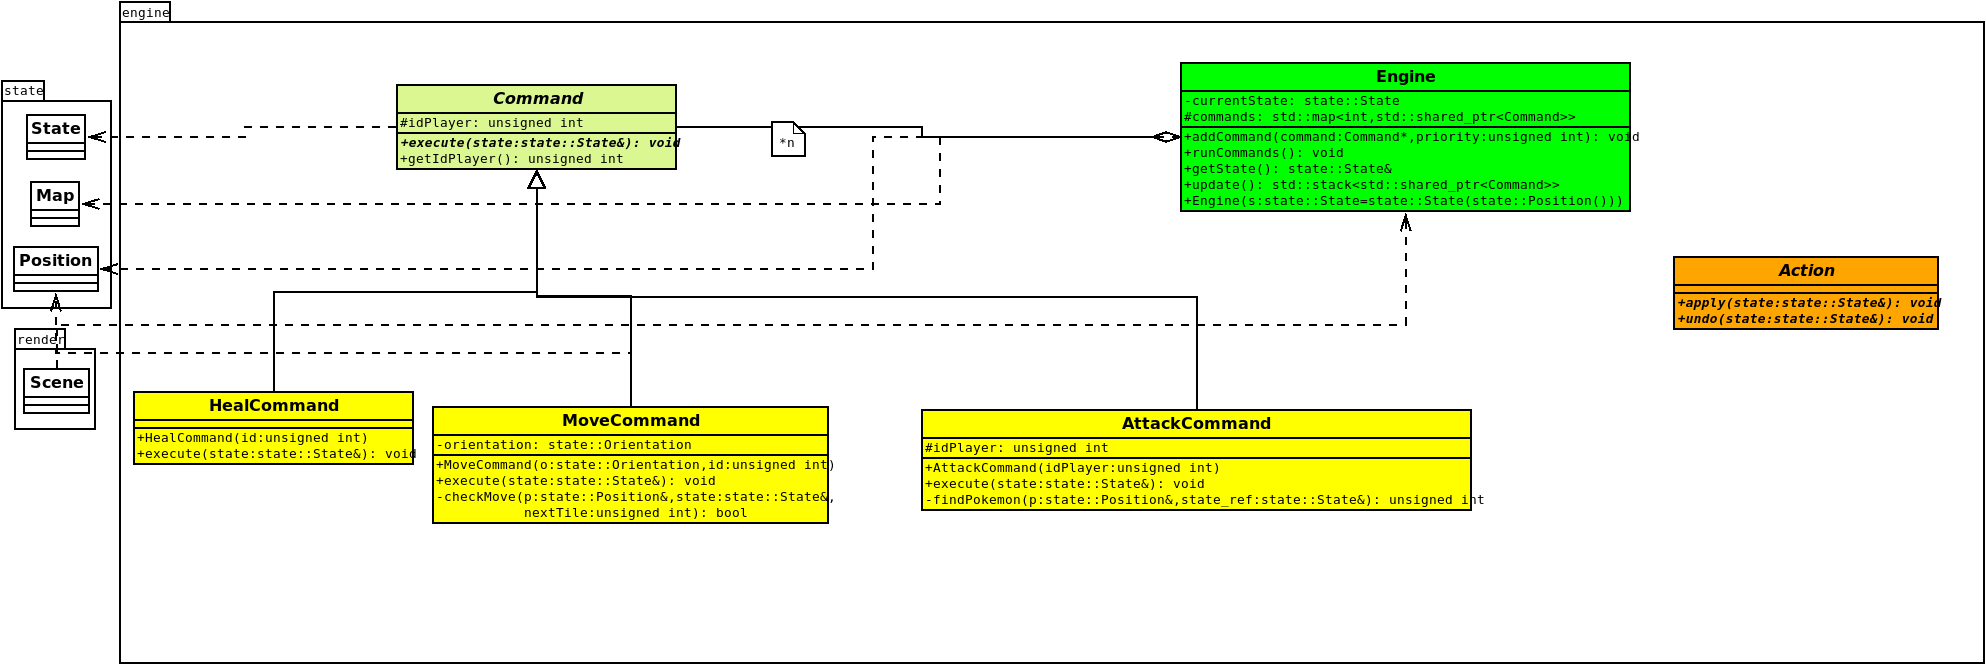 engine
state
State
Map
Position
render
Scene
Command
#idPlayer: unsigned int
+execute(state:state::State&): void
+getIdPlayer(): unsigned int
*n
Engine
-currentState: state::State
#commands: std::map<int,std::shared_ptr<Command>>
+addCommand(command:Command*,priority:unsigned int): void
+runCommands(): void
+getState(): state::State&
+update(): std::stack<std::shared_ptr<Command>>
+Engine(s:state::State=state::State(state::Position()))
Action
+apply(state:state::State&): void
+undo(state:state::State&): void
HealCommand
+HealCommand(id:unsigned int)
+execute(state:state::State&): void
MoveCommand
-orientation: state::Orientation
+MoveCommand(o:state::Orientation,id:unsigned int)
+execute(state:state::State&): void
-checkMove(p:state::Position&,state:state::State&,
nextTile:unsigned int): bool
AttackCommand
#idPlayer: unsigned int
+AttackCommand(idPlayer:unsigned int)
+execute(state:state::State&): void
-findPokemon(p:state::Position&,state_ref:state::State&): unsigned int